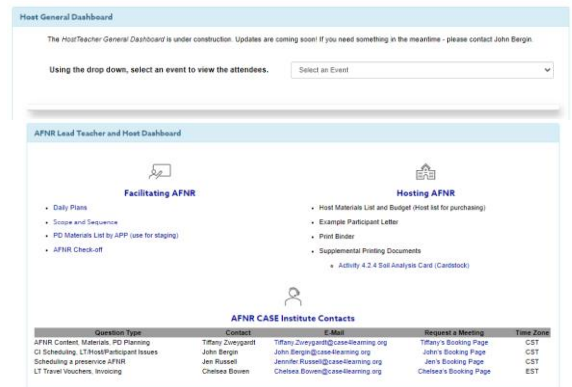 Host General Dashboard
The HostTeacher General Dashboard is under construction. Updates are coming soon! If you need something in the meantime - please contact John Bergin.
Using the drop down, select an event to view the attendees.
Select an Event
AFNR Lead Teacher and Host Dashboard
Facilitating AFNR
• Daily Plans
• Scope and Sequence
• PD Materials List by APP (use for staging)
• AFNR Check-off
Hosting AFNR
• Host Materials List and Budget (Host list for purchasing)
• Example Participant Letter
• Print Binder
• Supplemental Printing Documents
• Activity 4.2.4 Soil Analysis Card (Cardstock)
AFNR CASE Institute Contacts
Question Type Contact E-Mail Request a Meeting Time Zone
AFNR Content, Materials, PD Planning Tiffany Zweygardt Tiffany.Zweygardt@case4learning.org Tiffany's Booking Page CST
CI Scheduling, LT/Host/Participant Issues John Bergin John.Bergin@case4learning.org John's Booking Page CST
Scheduling a preservice AFNR Jen Russell Jennifer.Russell@case4learning.org Jen's Booking Page CST
LT Travel Vouchers, Invoicing Chelsea Bowen Chelsea.Bowen@case4learning.org Chelsea's Booking Page EST